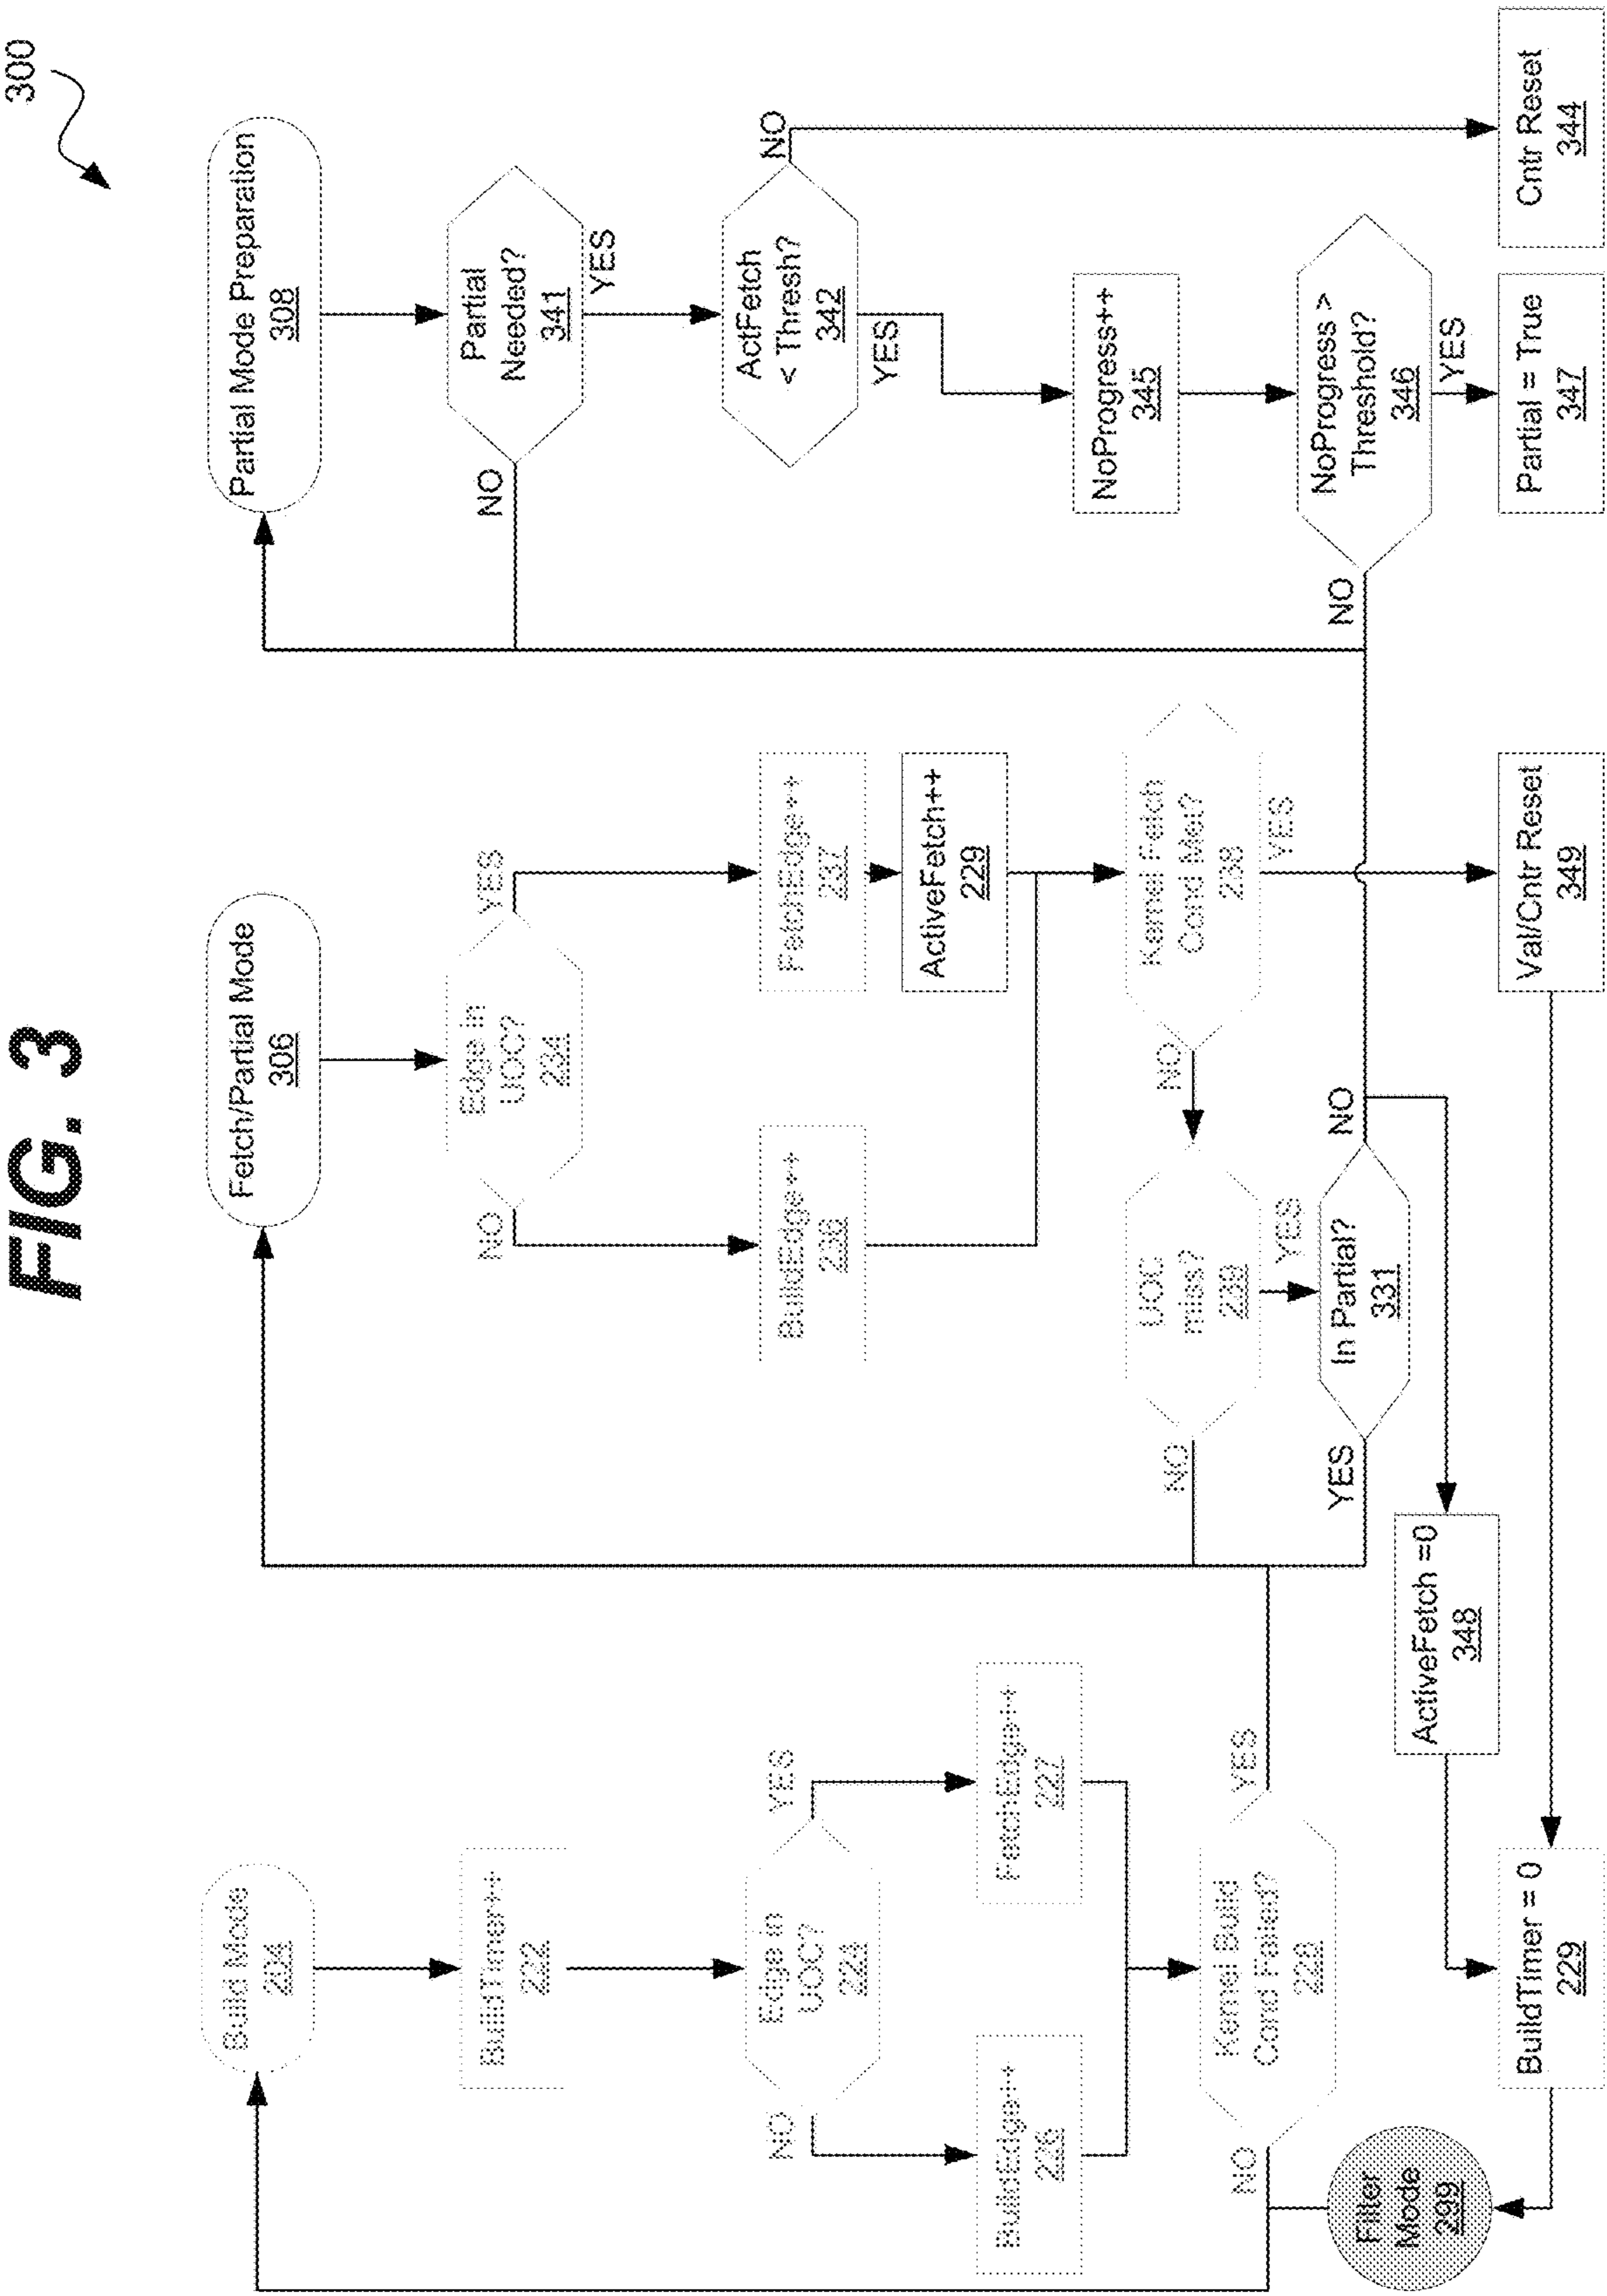 FIG. 3
300
Build Mode
204
BuildTimer++
222
Edge in
UOC?
224
NO
YES
BuildEdge++
226
FetchEdge++
227
Kernel Build
Cond Failed?
228
NO
YES
Filter
Mode
299
BuildTimer = 0
229
ActiveFetch =0
348
Fetch/Partial Mode
306
Edge in
UOC?
234
NO
YES
BuildEdge++
236
FetchEdge++
237
ActiveFetch++
229
Kernel Fetch
Cond Met?
238
NO
YES
UOC
miss?
239
NO
YES
In Partial?
331
YES
NO
Val/Cntr Reset
349
Partial Mode Preparation
308
Partial
Needed?
341
NO
YES
ActFetch
< Thresh?
342
NO
YES
NoProgress++
345
NoProgress >
Threshold?
346
NO
YES
Partial = True
347
Cntr Reset
344